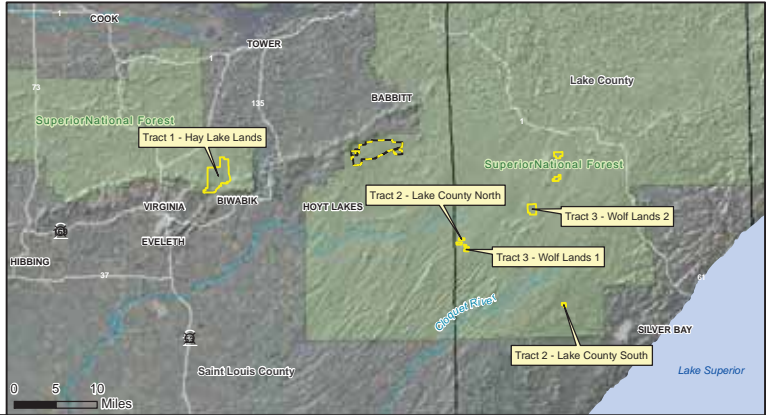 COOK
1
TOWER
1
Lake County
73
135
BABBITT
SuperiorNational Forest
1
Tract 1 - Hay Lake Lands
SuperiorNational Forest
Tract 2 - Lake County North
VIRGINIA
BIWABIK
HOYT LAKES
Tract 3 - Wolf Lands 2
EVELETH
Tract 3 - Wolf Lands 1
HIBBING
37
61
Cloquet River
SILVER BAY
Tract 2 - Lake County South
Saint Louis County
Lake Superior
0 5 10
Miles